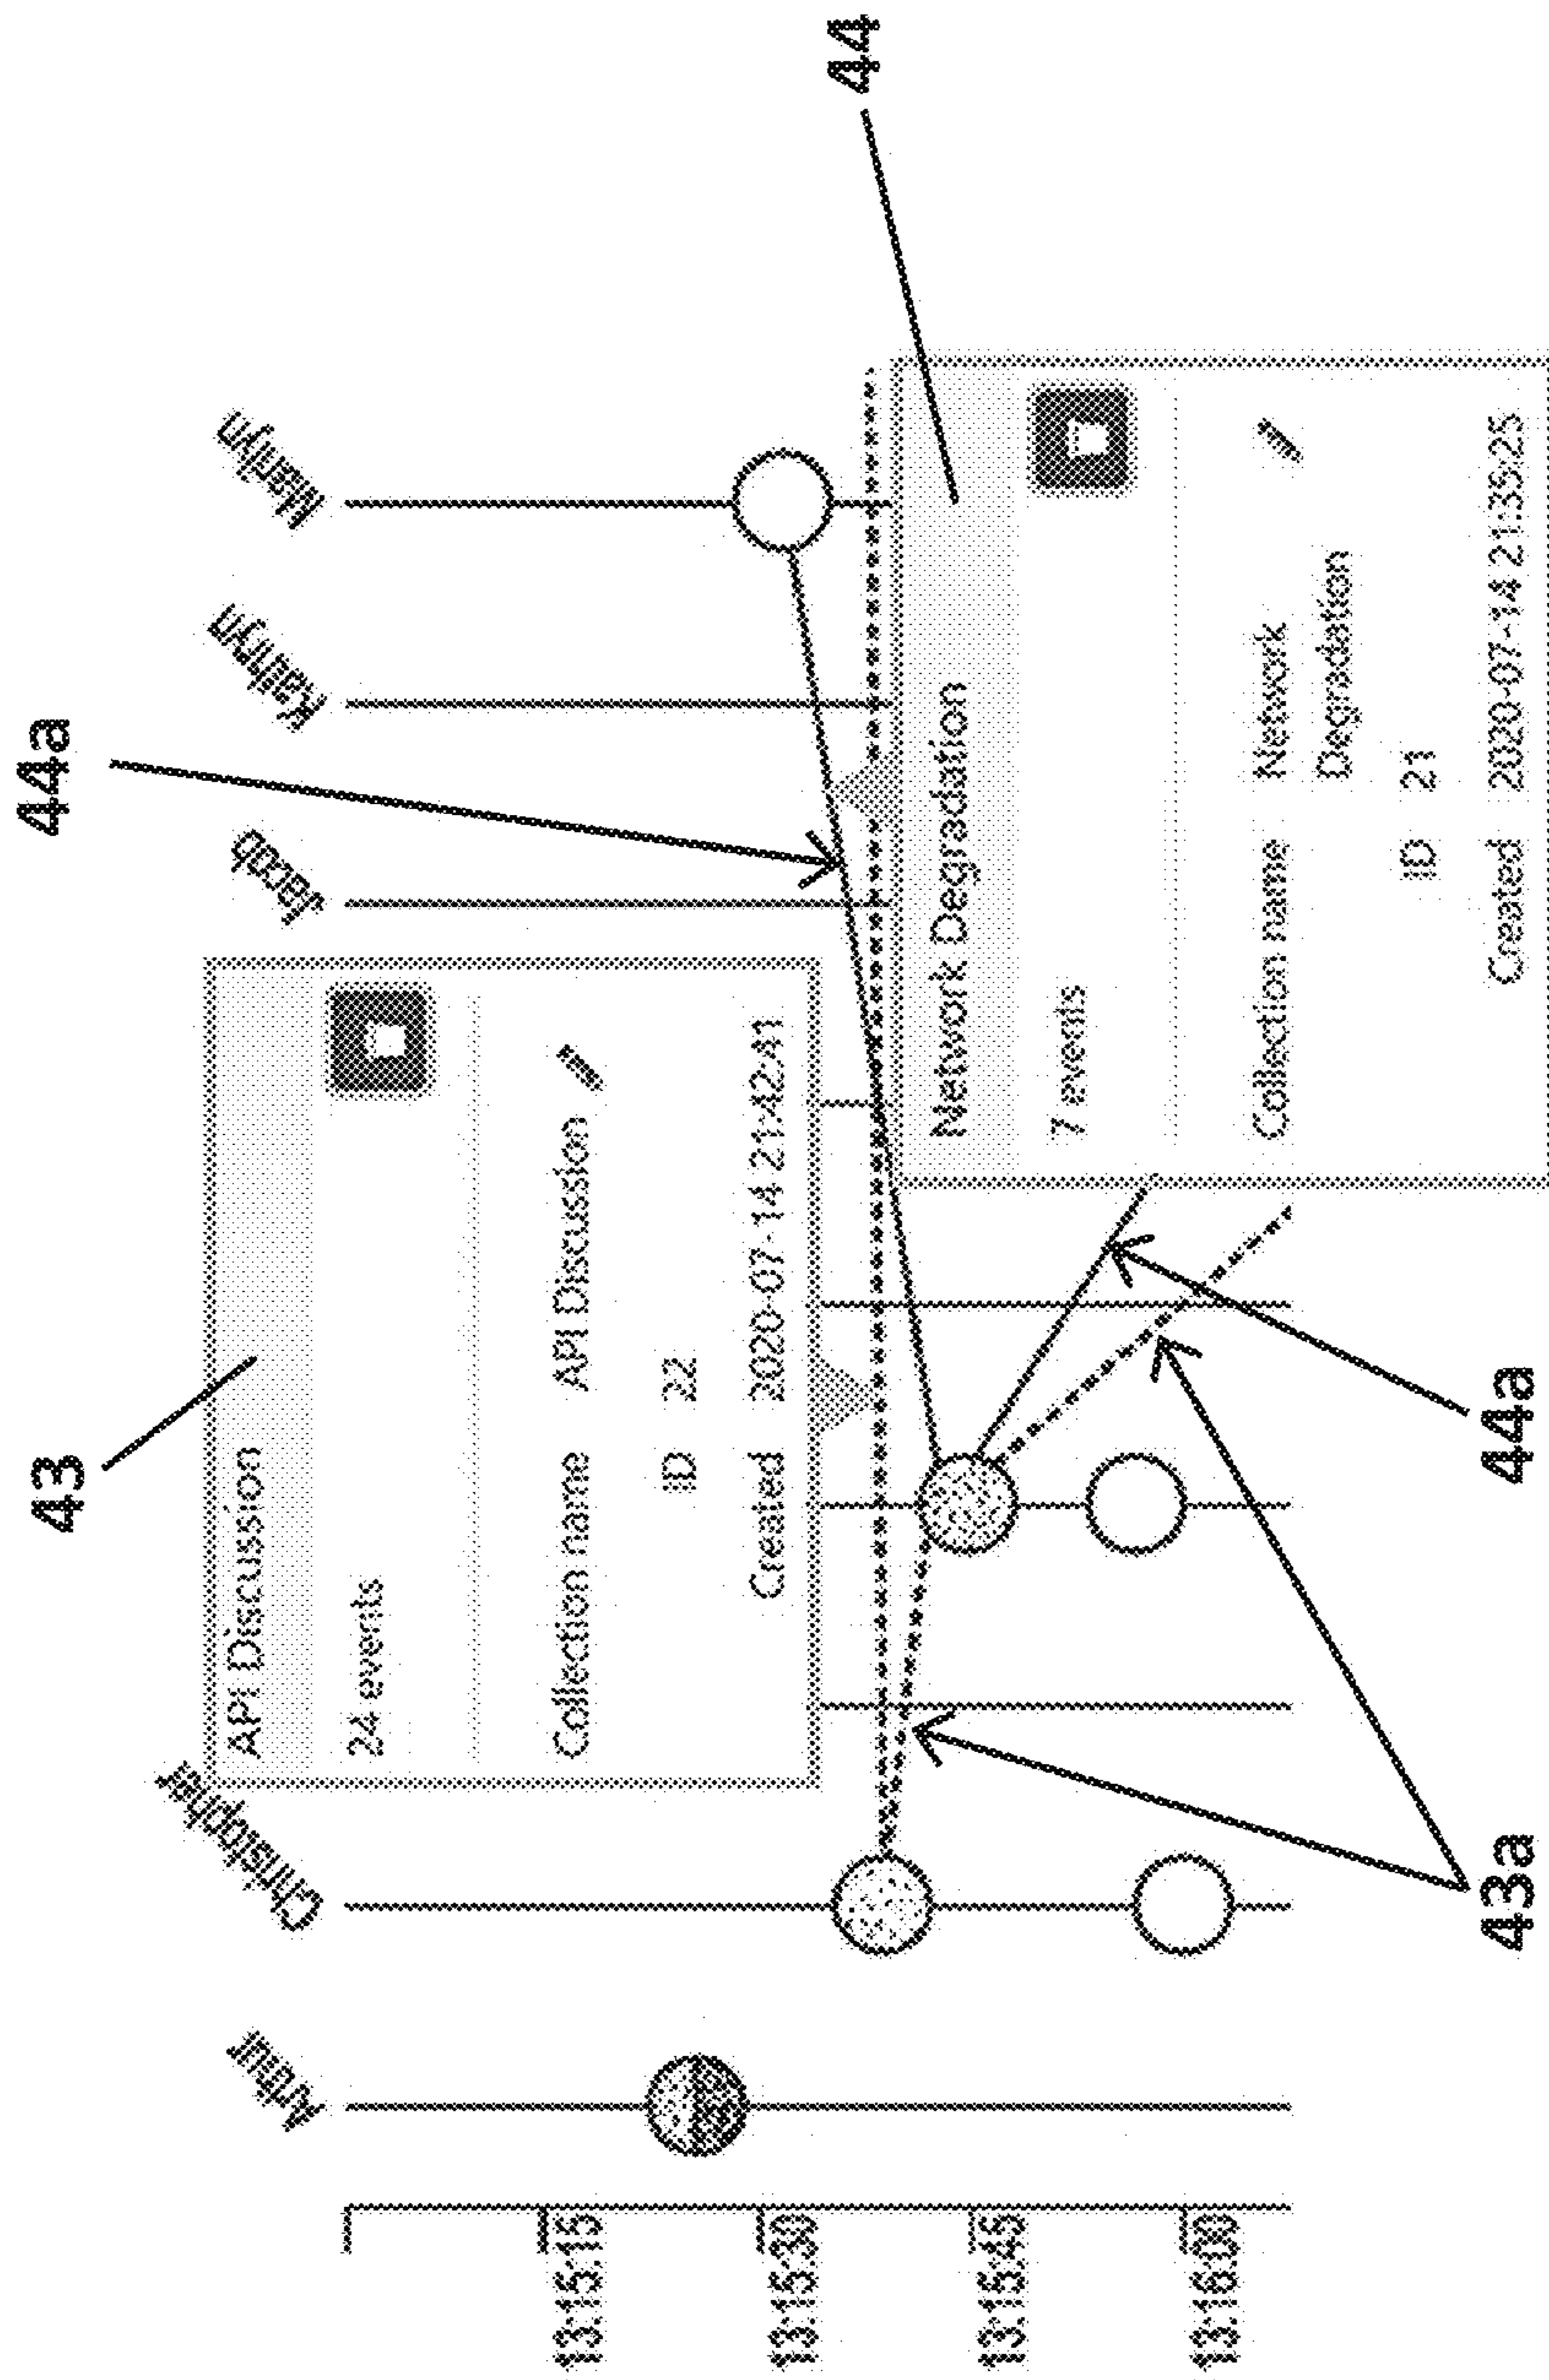 43
44a
44
Arthur
Christopher
Jacob
Kathryn
Marilyn
API Discussion
24 events
Collection name API Discussion
ID 22
Created 2020-07-14 21:42:41
Network Degradation
7 events
Collection name Network
Degradation
ID 21
Created 2020-07-14 21:35:25
13:15:15
13:15:30
13:15:45
13:16:00
43a
44a